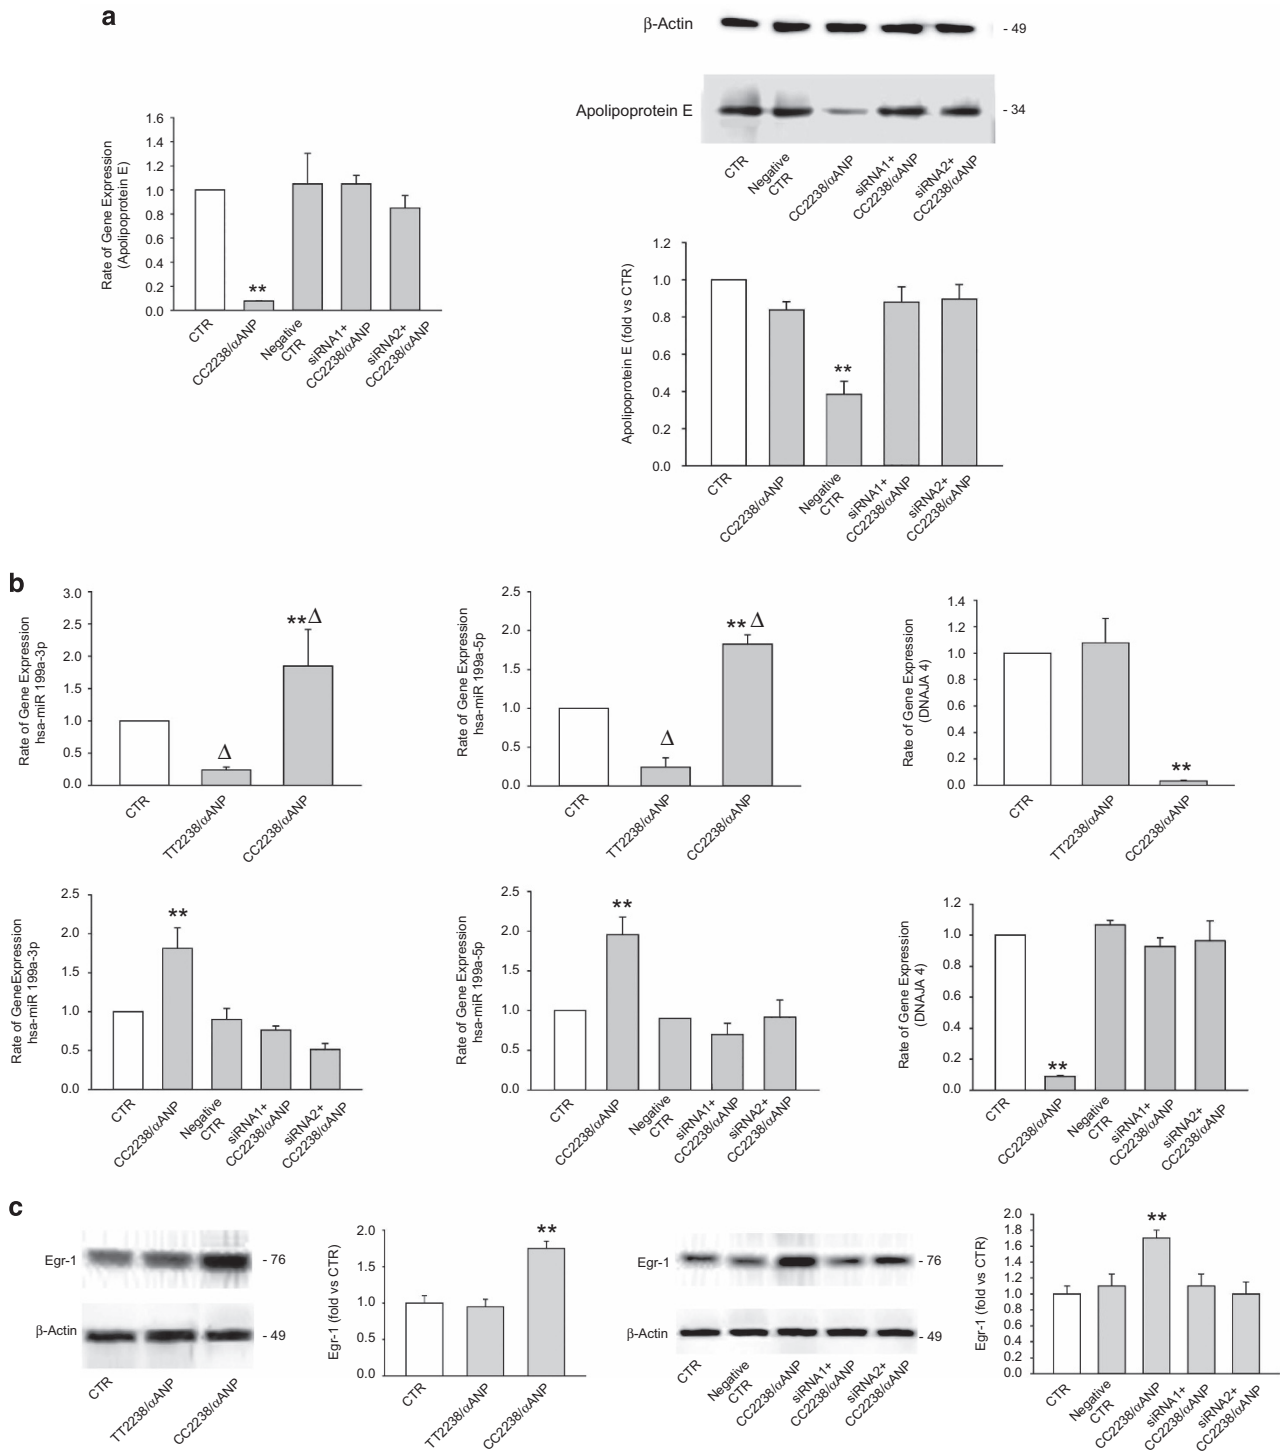 a
β-Actin
- 49
Apolipoprotein E
- 34
CTR
Negative
CTR
CC2238/αANP
siRNA1+
CC2238/αANP
siRNA2+
CC2238/αANP
Rate of Gene Expression
(Apolipoprotein E)
1.6
1.4
1.2
1.0
0.8
0.6
0.4
0.2
0.0
**
CTR
CC2238/αANP
Negative
CTR
siRNA1+
CC2238/αANP
siRNA2+
CC2238/αANP
Apolipoprotein E (fold vs CTR)
1.2
1.0
0.8
0.6
0.4
0.2
0.0
**
CTR
CC2238/αANP
Negative
CTR
siRNA1+
CC2238/αANP
siRNA2+
CC2238/αANP
b
Rate of Gene Expression
hsa-miR 199a-3p
3.0
2.5
2.0
1.5
1.0
0.5
0.0
Δ
**Δ
CTR
TT2238/αANP
CC2238/αANP
Rate of Gene Expression
hsa-miR 199a-5p
2.5
2.0
1.5
1.0
0.5
0.0
Δ
**Δ
CTR
TT2238/αANP
CC2238/αANP
Rate of Gene Expression
(DNAJA 4)
1.4
1.2
1.0
0.8
0.6
0.4
0.2
0.0
**
CTR
TT2238/αANP
CC2238/αANP
Rate of GeneExpression
hsa-miR 199a-3p
2.5
2.0
1.5
1.0
0.5
0.0
**
CTR
CC2238/αANP
Negative
CTR
siRNA1+
CC2238/αANP
siRNA2+
CC2238/αANP
Rate of Gene Expression
hsa-miR 199a-5p
2.5
2.0
1.5
1.0
0.5
0.0
**
CTR
CC2238/αANP
Negative
CTR
siRNA1+
CC2238/αANP
siRNA2+
CC2238/αANP
Rate of Gene Expression
(DNAJA 4)
1.2
1.0
0.8
0.6
0.4
0.2
0.0
**
CTR
CC2238/αANP
Negative
CTR
siRNA1+
CC2238/αANP
siRNA2+
CC2238/αANP
c
Egr-1
- 76
β-Actin
- 49
CTR
TT2238/αANP
CC2238/αANP
Egr-1 (fold vs CTR)
2.0
1.5
1.0
0.5
0.0
**
CTR
TT2238/αANP
CC2238/αANP
Egr-1
- 76
β-Actin
- 49
CTR
Negative
CTR
CC2238/αANP
siRNA1+
CC2238/αANP
siRNA2+
CC2238/αANP
Egr-1 (fold vs CTR)
2.0
1.8
1.6
1.4
1.2
1.0
0.8
0.6
0.4
0.2
0.0
**
CTR
Negative
CTR
CC2238/αANP
siRNA1+
CC2238/αANP
siRNA2+
CC2238/αANP